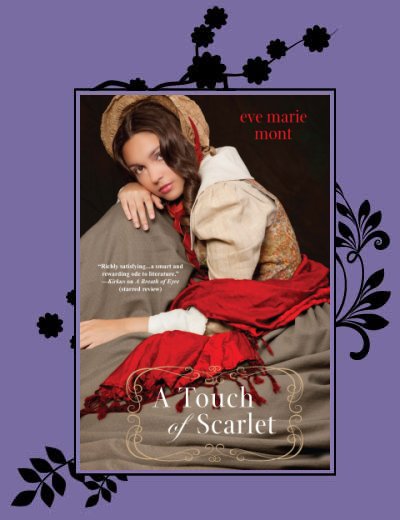 eve marie
mont
“Richly satisfying...a smart and
rewarding ode to literature.”
—Kirkus on A Breath of Eyre
(starred review)
A Touch
of Scarlet